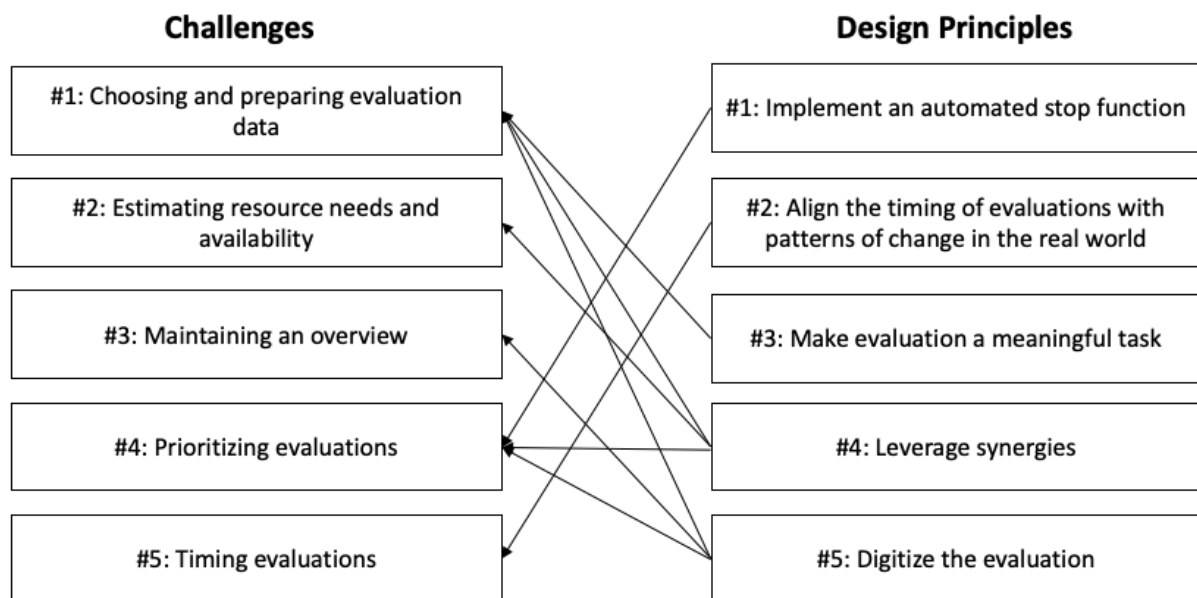 Challenges
#1: Choosing and preparing evaluation
data
#2: Estimating resource needs and
availability
#3: Maintaining an overview
#4: Prioritizing evaluations
#5: Timing evaluations
Design Principles
#1: Implement an automated stop function
#2: Align the timing of evaluations with
patterns of change in the real world
#3: Make evaluation a meaningful task
#4: Leverage synergies
#5: Digitize the evaluation